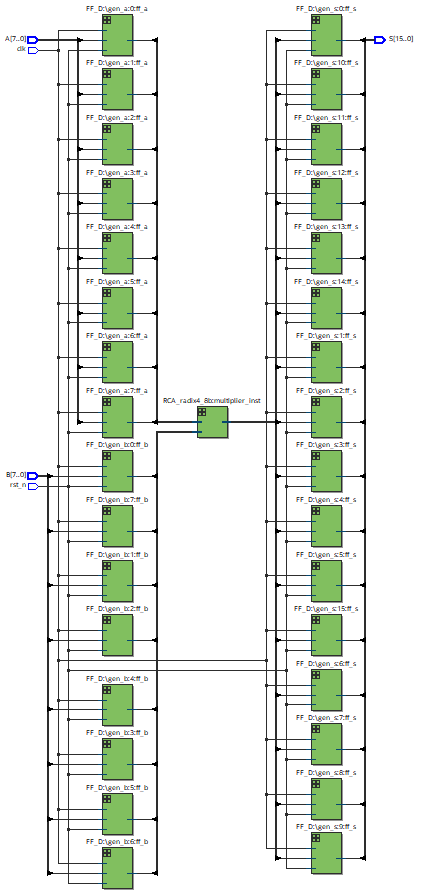 FF_D:\gen_a:0:ff_a
A[7..0]
clk
FF_D:\gen_a:1:ff_a
FF_D:\gen_a:2:ff_a
FF_D:\gen_a:3:ff_a
FF_D:\gen_a:4:ff_a
FF_D:\gen_a:5:ff_a
FF_D:\gen_a:6:ff_a
FF_D:\gen_a:7:ff_a
FF_D:\gen_b:0:ff_b
B[7..0]
rst_n
FF_D:\gen_b:7:ff_b
FF_D:\gen_b:1:ff_b
FF_D:\gen_b:2:ff_b
FF_D:\gen_b:4:ff_b
FF_D:\gen_b:3:ff_b
FF_D:\gen_b:5:ff_b
FF_D:\gen_b:6:ff_b
RCA_radix4_8b:multiplier_inst
FF_D:\gen_s:0:ff_s
S[15..0]
FF_D:\gen_s:10:ff_s
FF_D:\gen_s:11:ff_s
FF_D:\gen_s:12:ff_s
FF_D:\gen_s:13:ff_s
FF_D:\gen_s:14:ff_s
FF_D:\gen_s:1:ff_s
FF_D:\gen_s:2:ff_s
FF_D:\gen_s:3:ff_s
FF_D:\gen_s:4:ff_s
FF_D:\gen_s:5:ff_s
FF_D:\gen_s:15:ff_s
FF_D:\gen_s:6:ff_s
FF_D:\gen_s:7:ff_s
FF_D:\gen_s:8:ff_s
FF_D:\gen_s:9:ff_s